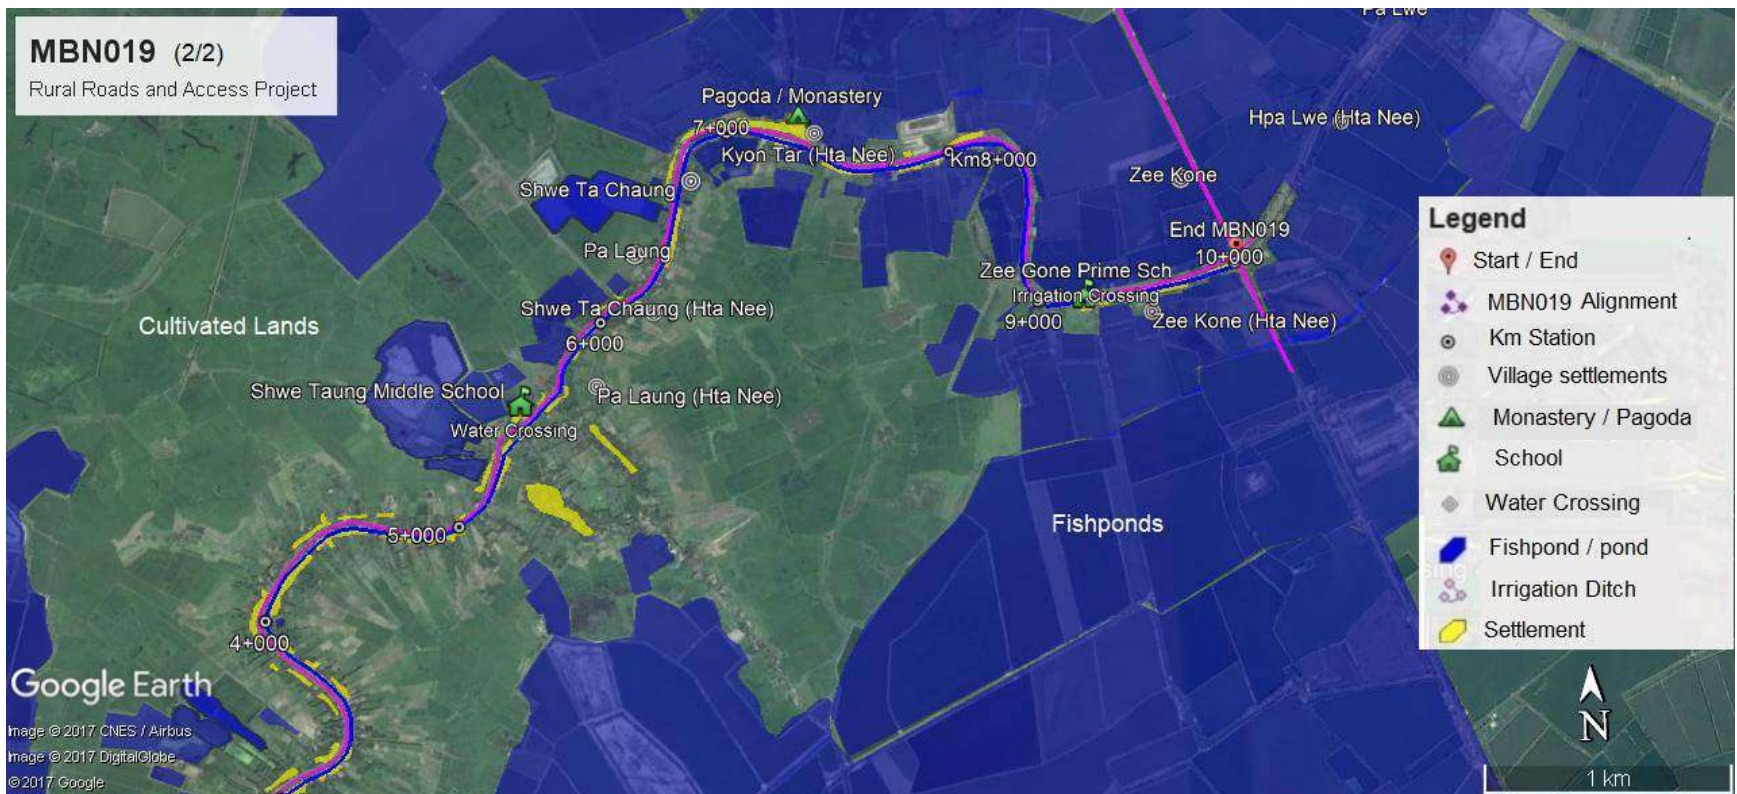 MBN019 (2/2)
Rural Roads and Access Project
Pa Lwe
Pagoda / Monastery
7+000
Kyon Tar (Hta Nee)
Km8+000
Hpa Lwe (Hta Nee)
Zee Kone
Shwe Ta Chaung
Pa Laung
End MBN019
10+000
Zee Gone Prime Sch
Irrigation Crossing
9+000
Zee Kone (Hta Nee)
Shwe Ta Chaung (Hta Nee)
6+000
Cultivated Lands
Shwe Taung Middle School
Pa Laung (Hta Nee)
Water Crossing
5+000
Fishponds
4+000
Legend
Start / End
MBN019 Alignment
Km Station
Village settlements
Monastery / Pagoda
School
Water Crossing
Fishpond / pond
Irrigation Ditch
Settlement
Google Earth
Image © 2017 CNES / Airbus
Image © 2017 DigitalGlobe
© 2017 Google
N
1 km